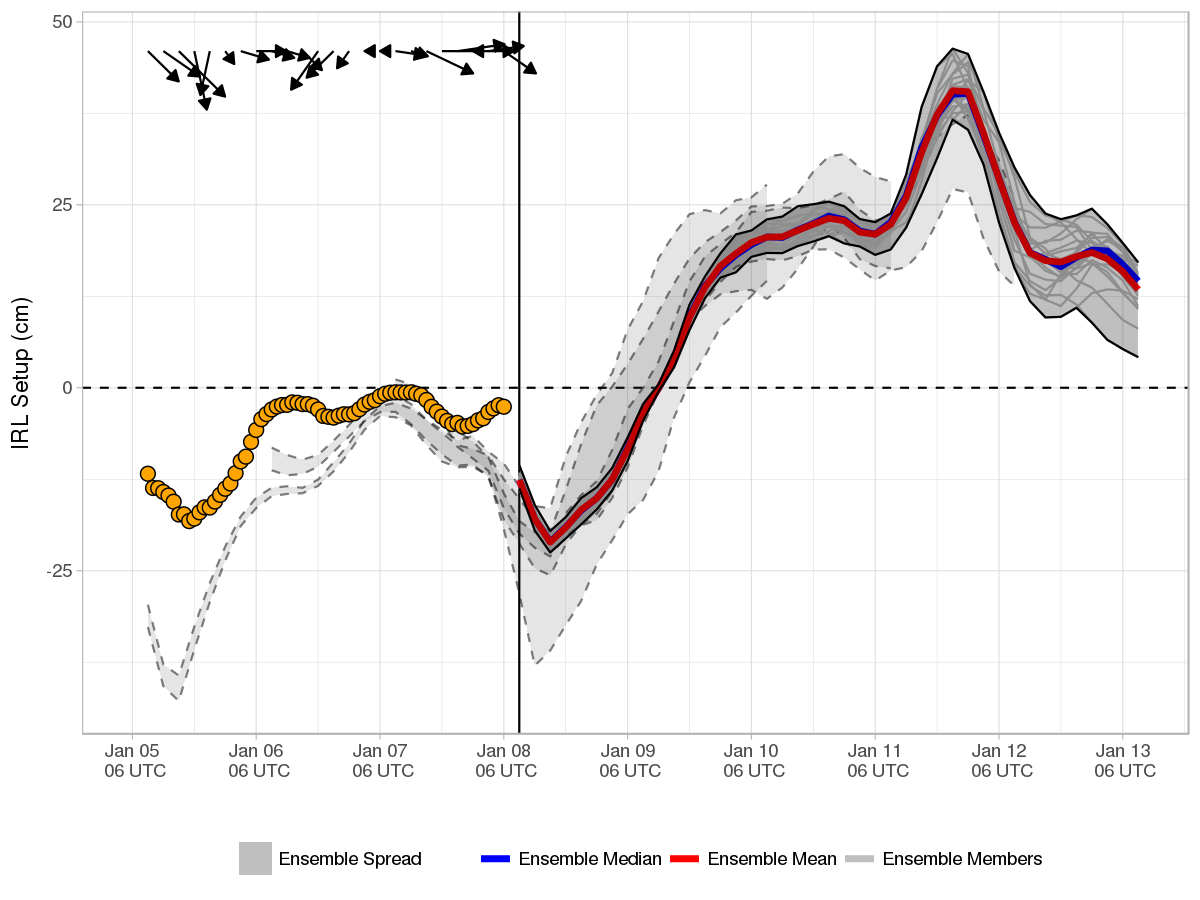 IRL Setup (cm)
50
25
0
-25
Jan 05 Jan 06 Jan 07 Jan 08 Jan 09 Jan 10 Jan 11 Jan 12 Jan 13
06 UTC 06 UTC 06 UTC 06 UTC 06 UTC 06 UTC 06 UTC 06 UTC 06 UTC
Ensemble Spread Ensemble Median Ensemble Mean Ensemble Members